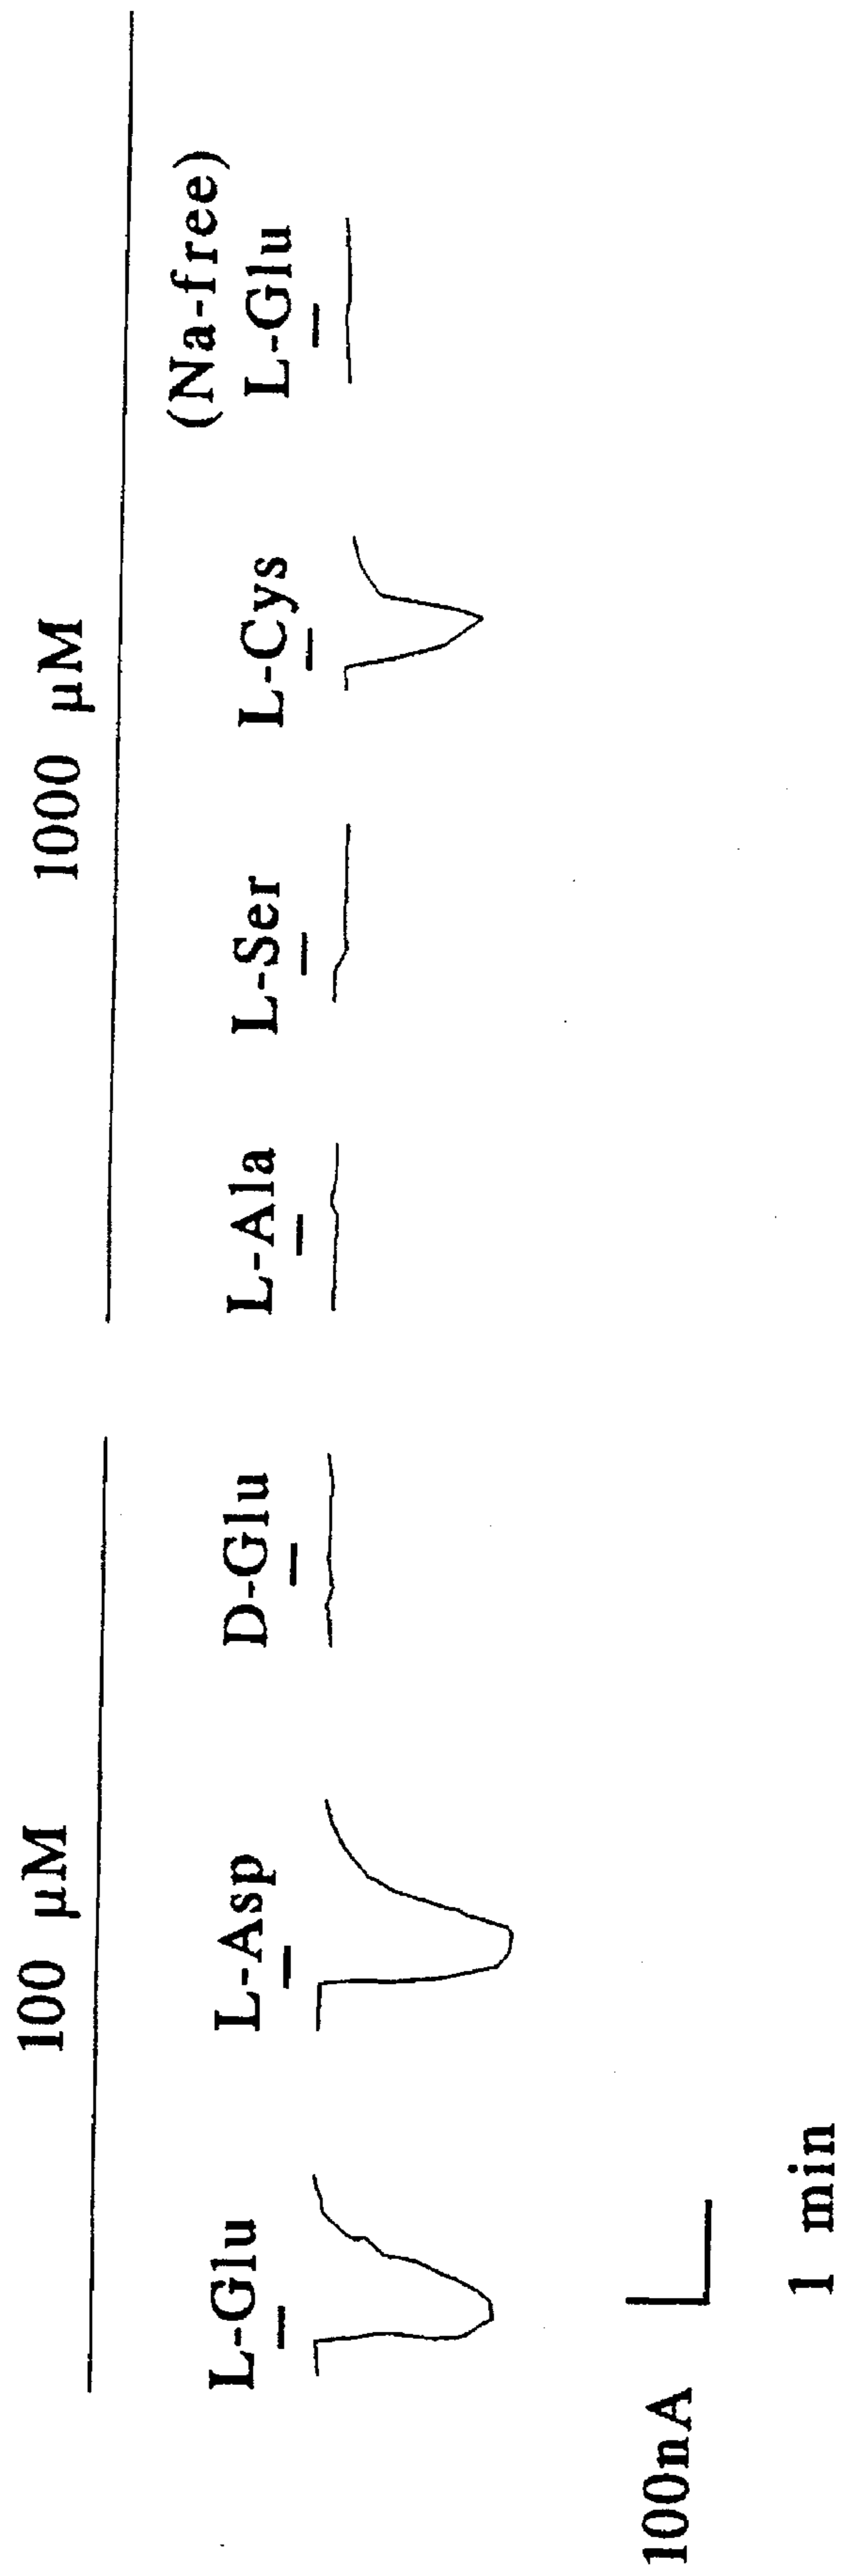 100 μM
1000 μM
L-Glu
L-Asp
D-Glu
L-Ala
L-Ser
L-Cys
(Na-free)
L-Glu
100nA
1 min